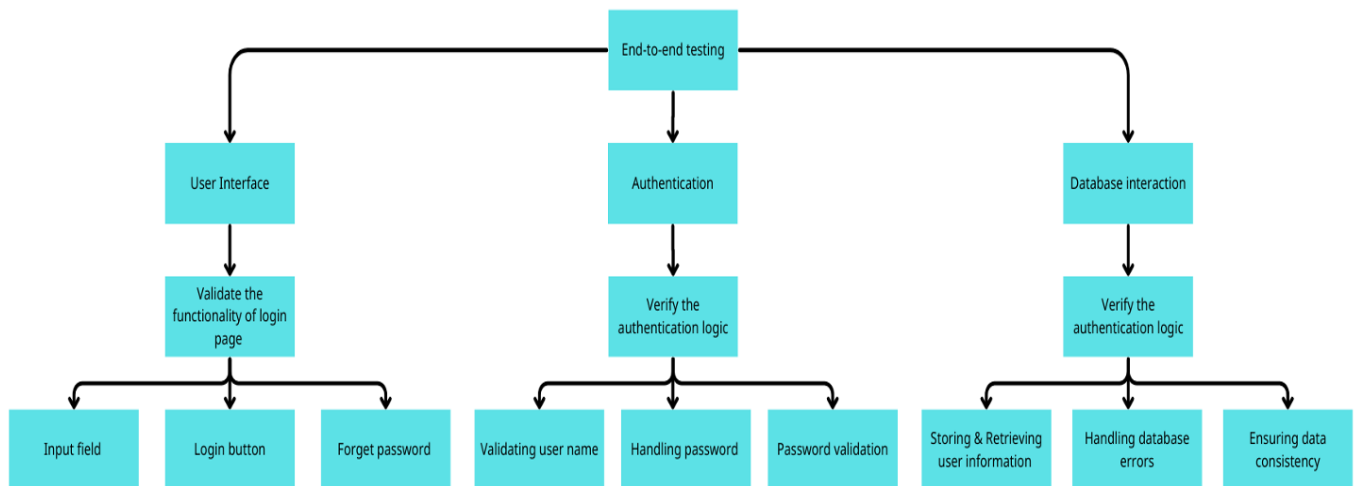 End-to-end testing
User Interface
Authentication
Database interaction
Validate the
functionality of login
page
Verify the
authentication logic
Verify the
authentication logic
Input field
Login button
Forget password
Validating user name
Handling password
Password validation
Storing & Retrieving
user information
Handling database
errors
Ensuring data
consistency